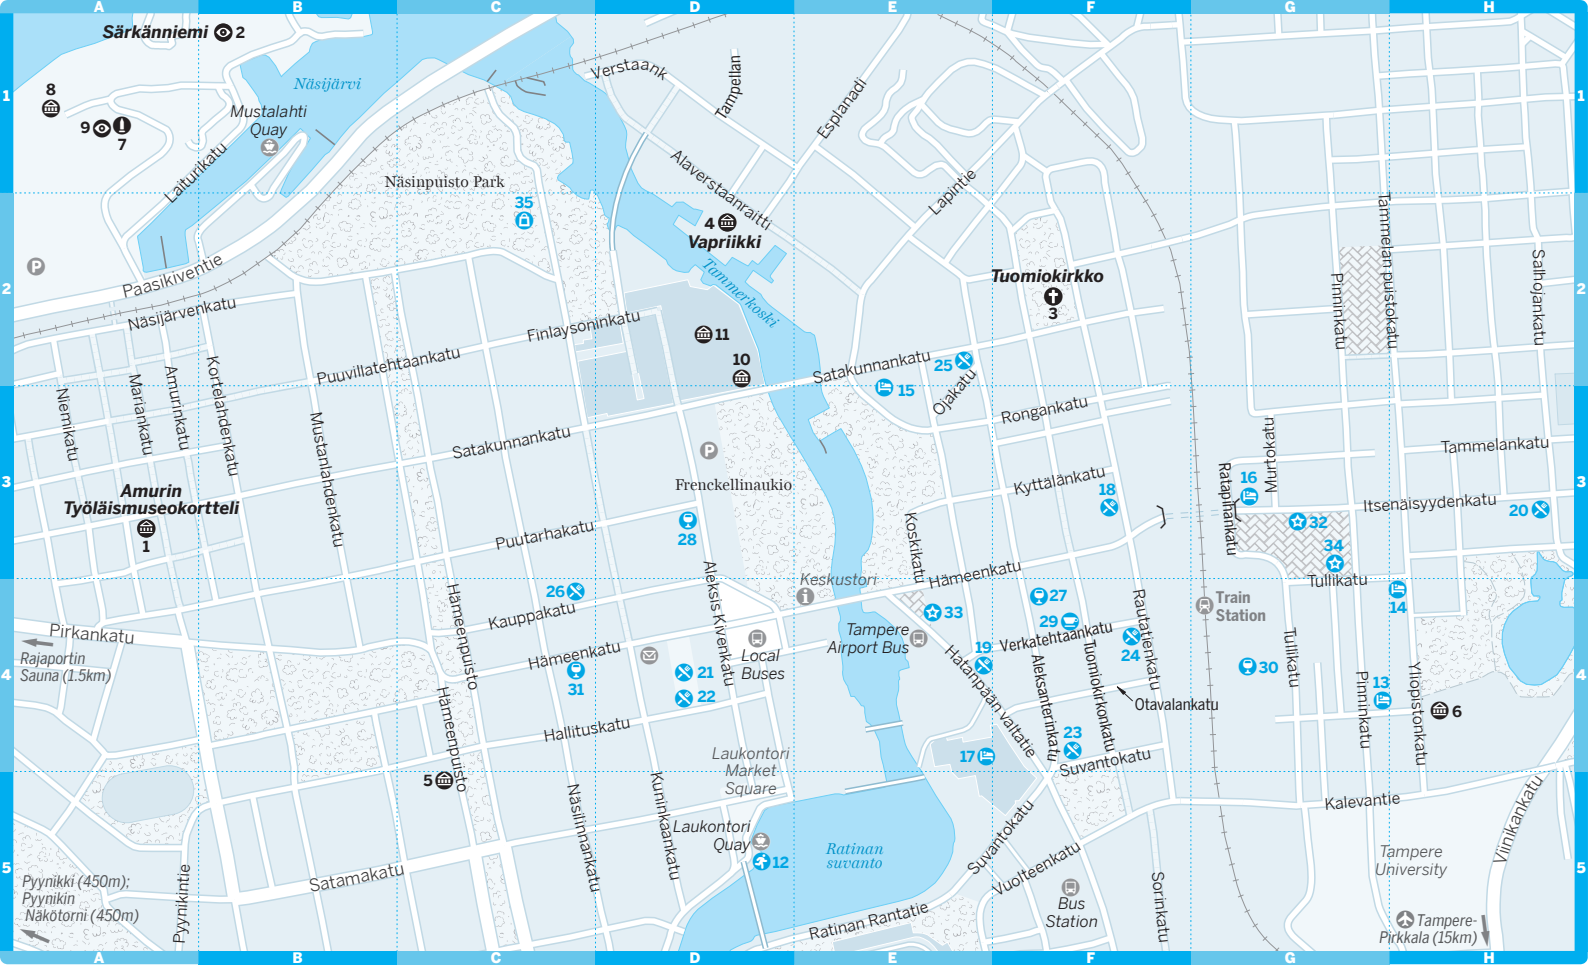 A B C D E F G H
Särkänniemi 2
Näsijärvi
Verstaank
Tampellan
Esplanadi
1 1
8
Mustalahti
Quay
9
7
Laiturikatu
Alaverstaanraitti
Näsinpuisto Park
Lapintie
35
4
Vapriikki
Tammelan puistokatu
Paasikiventie
Tammerkoski
Tuomiokirkko
3
P
2 2
Salhojankatu
Pinninkatu
Näsijärvenkatu
Finlaysoninkatu
11
10
Puuvillatehtaankatu
Satakunnankatu
25
15
Ojakatu
Rongankatu
Niemikatu
Mariankatu
Amurinkatu
Kortelahdenkatu
Mustanlahdenkatu
Satakunnankatu
P
Murtokatu
Tammelankatu
3 3
Kyttälänkatu
18
Ratapihankatu
16
Itsenäisyydenkatu
20
Frenckellinaukio
Amurin
Työläismuseokortteli
1
28
Puutarhakatu
Koskikatu
32
34
Hämeenkatu
Tullikatu
14
Keskustori
26
Kauppakatu
Aleksis Kivenkatu
Hämeenpuisto
33
27
29
Verkatehtaankatu
Rautatienkatu
Train
Station
Pirkankatu
Rajaportin
Sauna (1.5km)
4 4
Hämeenkatu
31
21
22
Local
Buses
Tampere
Airport Bus
19
24
30
Tullikatu
Hatanpään valtatie
Aleksanterinkatu
Tuomiokirkonkatu
Otavalankatu
13
Pinninkatu
Yliopistonkatu
6
Hämeenpuisto
Hallituskatu
23
Suvantokatu
17
5
Laukontori
Market
Square
Kuninkaankatu
Näsilinnankatu
Kalevantie
Viinikankatu
Laukontori
Quay
12
Ratinan
suvanto
Suvantokatu
Vuolteenkatu
Tampere
University
5 5
Satamakatu
Pyynikki (450m);
Pyynikin
Näkötorni (450m)
Pyynikintie
Bus
Station
Sorinkatu
Ratinan Rantatie
Tampere-
Pirkkala (15km)
A B C D E F G H